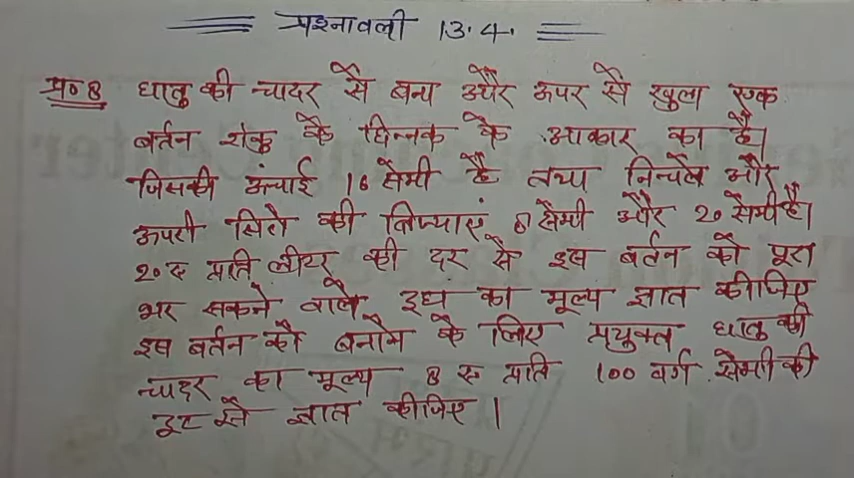 प्रश्नावली 13.4.
प्र० 8 धातु की चादर से बना और ऊपर से खुला एक
बर्तन शंकु के छिन्नक के आकार का है।
जिसकी ऊंचाई 16 सेमी है तथा निचले और
ऊपरी सिरो की त्रिज्याएं 8 सेमी और 20 सेमी है।
20 रु प्रति लीटर की दर से इस बर्तन को पूरा
भर सकने वाले दुध का मूल्य ज्ञात कीजिए
इस बर्तन को बनाने के लिए प्रयुक्त धातु की
चादर का मूल्य 8 रु प्रति 100 वर्ग सेमी की
दर से ज्ञात कीजिए।